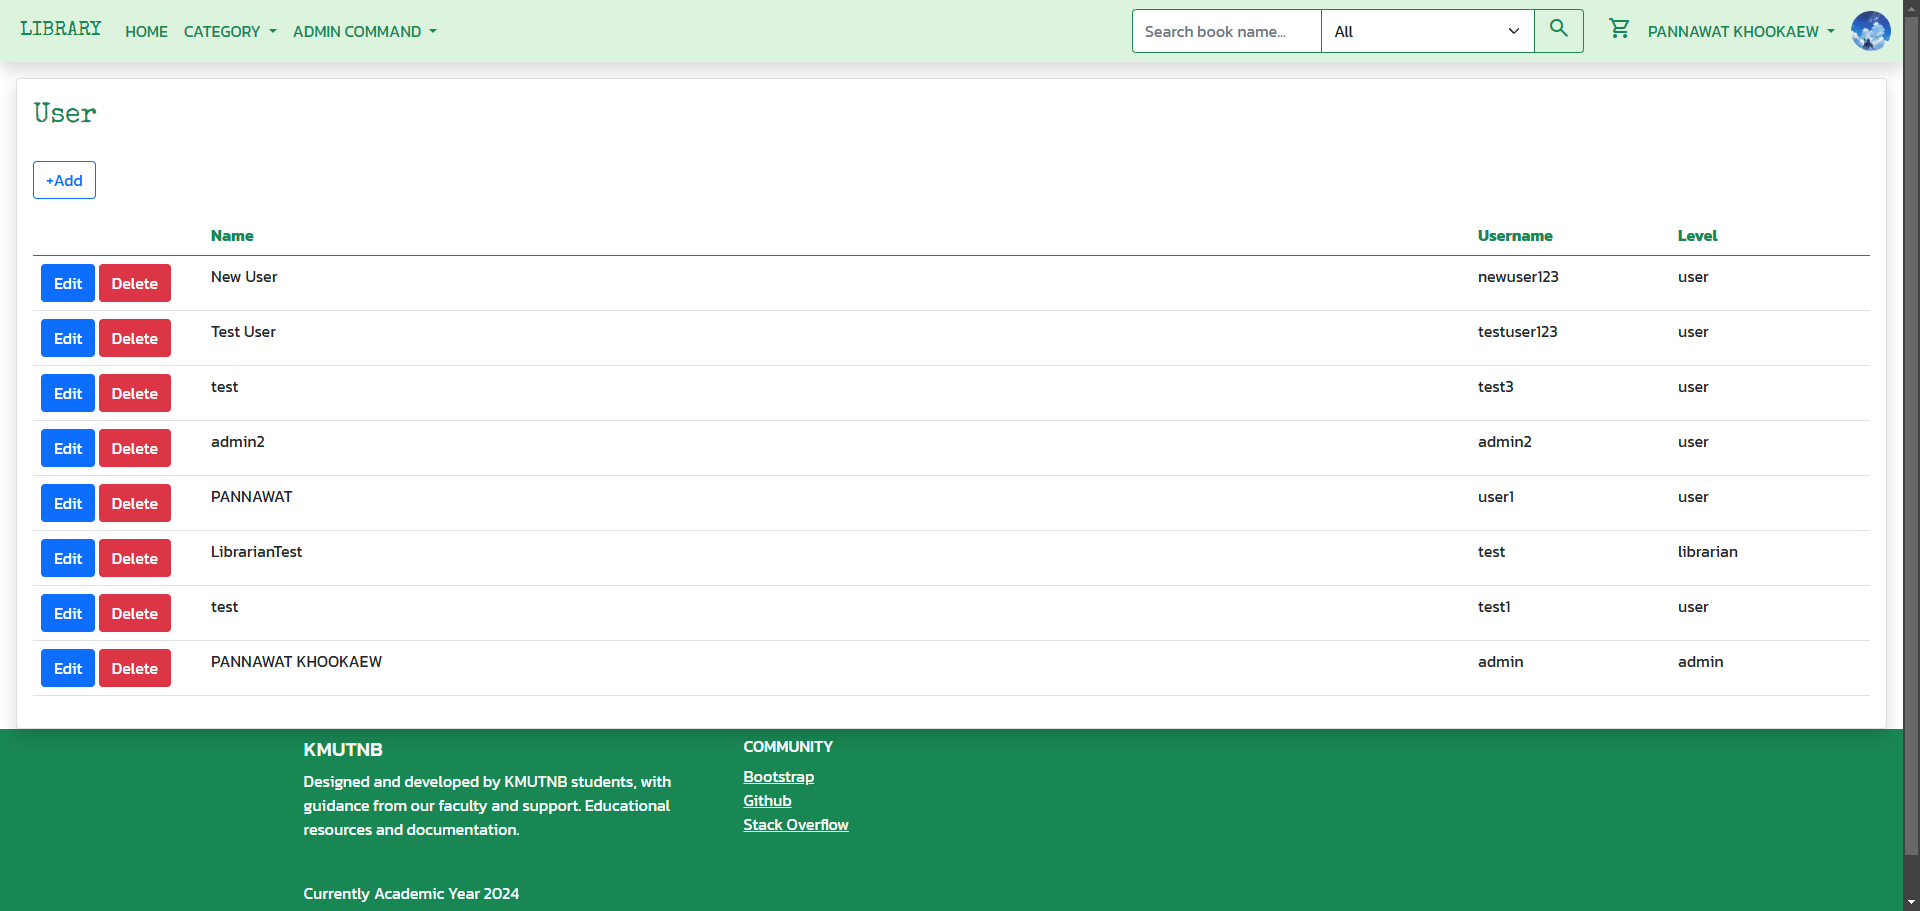 LIBRARY HOME CATEGORY ADMIN COMMAND Search book name... All PANNAWAT KHOOKAEW
User
+Add
Name Username Level
Edit Delete New User newuser123 user
Edit Delete Test User testuser123 user
Edit Delete test test3 user
Edit Delete admin2 admin2 user
Edit Delete PANNAWAT user1 user
Edit Delete LibrarianTest test librarian
Edit Delete test test1 user
Edit Delete PANNAWAT KHOOKAEW admin admin
KMUTNB
Designed and developed by KMUTNB students, with
guidance from our faculty and support. Educational
resources and documentation.
Currently Academic Year 2024
COMMUNITY
Bootstrap
Github
Stack Overflow